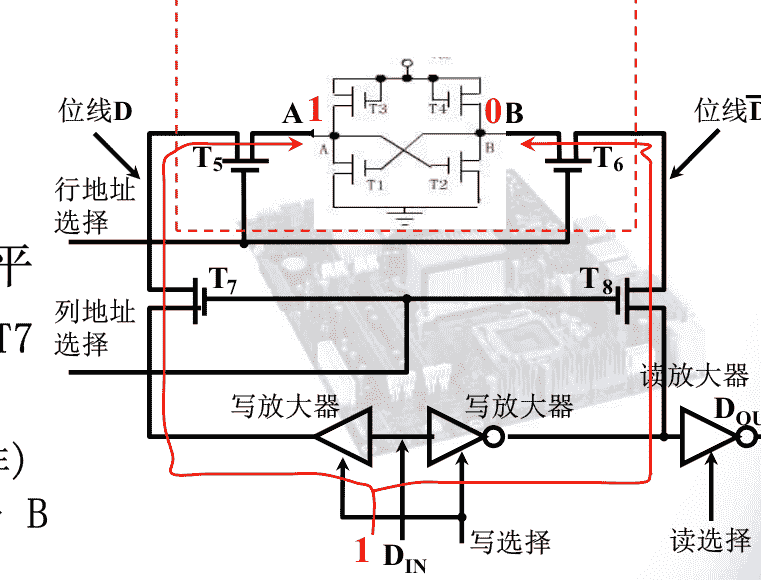 位线D
A
1
T3
T4
0
B
位线D̅
T5
A
B
T6
T1
T2
行地址
选择
平
T7
T8
列地址
选择
T7
读放大器
写放大器
写放大器
DOU
B
1
DIN
写选择
读选择